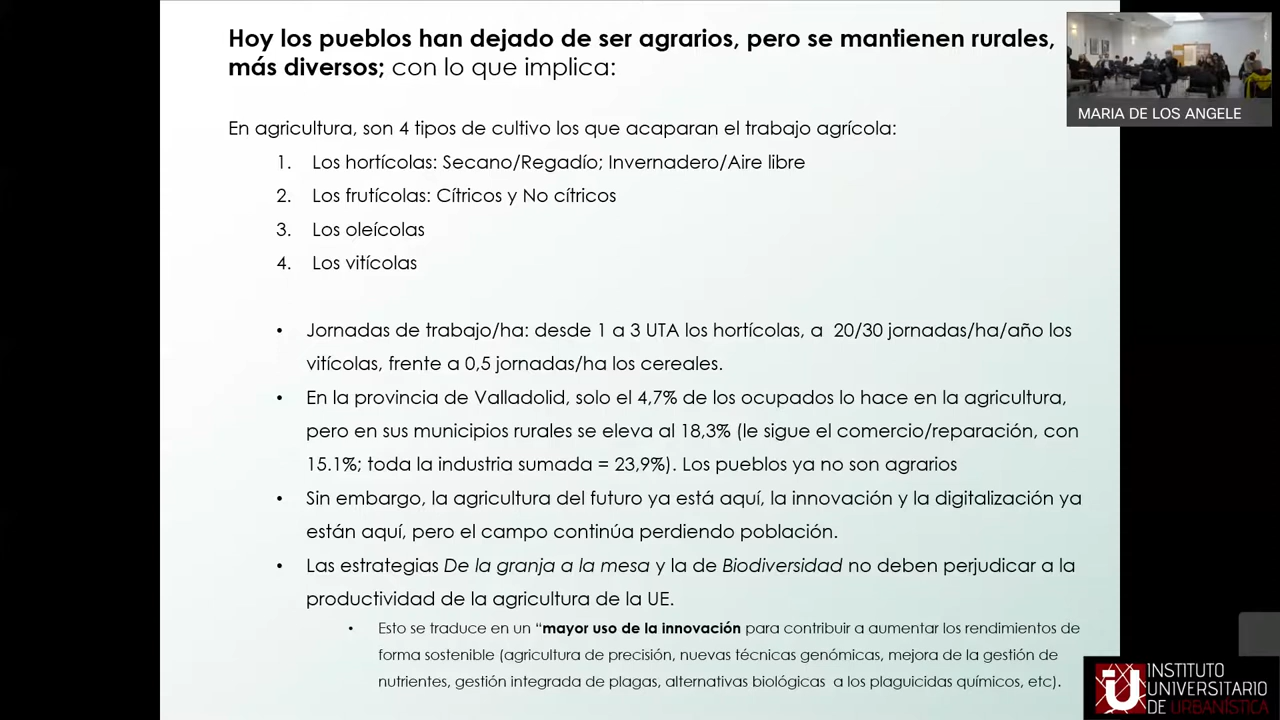 Hoy los pueblos han dejado de ser agrarios, pero se mantienen rurales,
más diversos; con lo que implica:
MARIA DE LOS ANGELE
En agricultura, son 4 tipos de cultivo los que acaparan el trabajo agrícola:
1. Los hortícolas: Secano/Regadío; Invernadero/Aire libre
2. Los frutícolas: Cítricos y No cítricos
3. Los oleícolas
4. Los vitícolas
• Jornadas de trabajo/ha: desde 1 a 3 UTA los hortícolas, a 20/30 jornadas/ha/año los
vitícolas, frente a 0,5 jornadas/ha los cereales.
• En la provincia de Valladolid, solo el 4,7% de los ocupados lo hace en la agricultura,
pero en sus municipios rurales se eleva al 18,3% (le sigue el comercio/reparación, con
15.1%; toda la industria sumada = 23,9%). Los pueblos ya no son agrarios
• Sin embargo, la agricultura del futuro ya está aquí, la innovación y la digitalización ya
están aquí, pero el campo continúa perdiendo población.
• Las estrategias De la granja a la mesa y la de Biodiversidad no deben perjudicar a la
productividad de la agricultura de la UE.
• Esto se traduce en un “mayor uso de la innovación para contribuir a aumentar los rendimientos de
forma sostenible (agricultura de precisión, nuevas técnicas genómicas, mejora de la gestión de
nutrientes, gestión integrada de plagas, alternativas biológicas a los plaguicidas químicos, etc).
INSTITUTO
UNIVERSITARIO
DE URBANÍSTICA